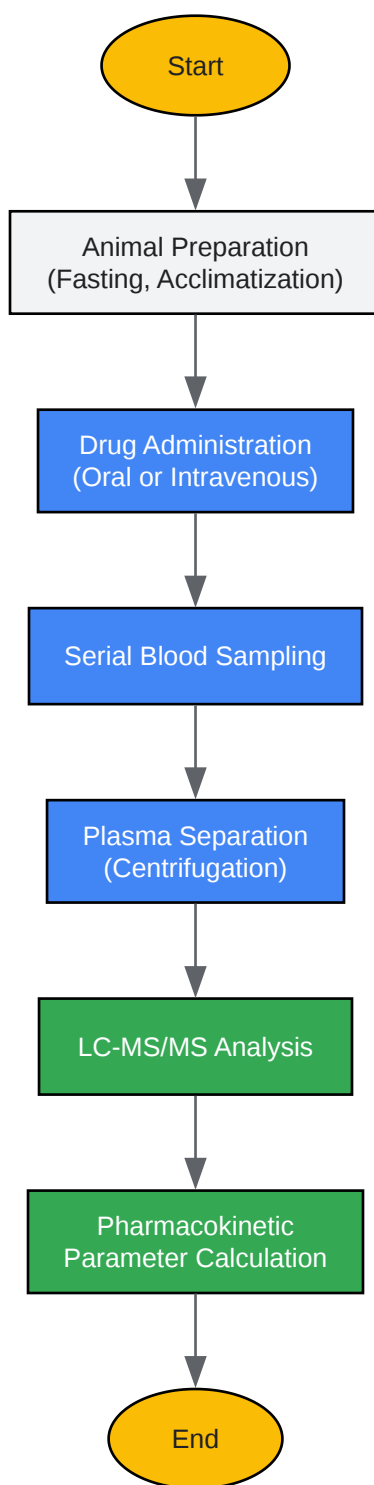 Start
Animal Preparation
(Fasting, Acclimatization)
Drug Administration
(Oral or Intravenous)
Serial Blood Sampling
Plasma Separation
(Centrifugation)
LC-MS/MS Analysis
Pharmacokinetic
Parameter Calculation
End